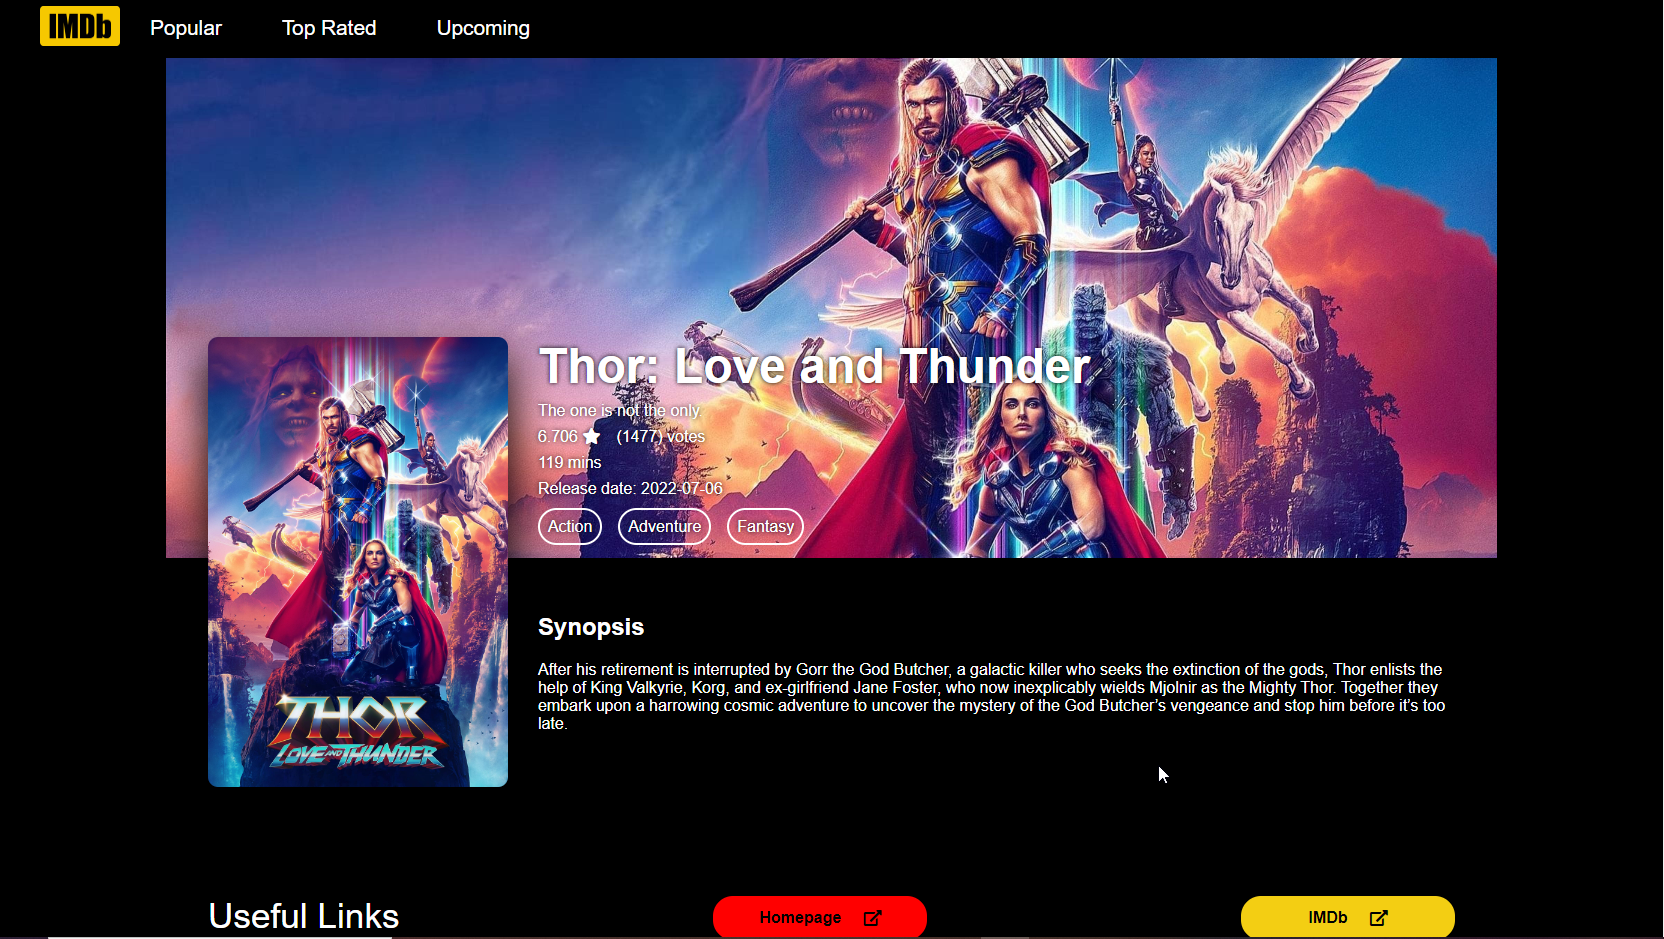 IMDb Popular Top Rated Upcoming
Thor: Love and Thunder
The one is not the only.
6.706 (1477) votes
119 mins
Release date: 2022-07-06
Action Adventure Fantasy
THOR
LOVE AND THUNDER
Synopsis
After his retirement is interrupted by Gorr the God Butcher, a galactic killer who seeks the extinction of the gods, Thor enlists the
help of King Valkyrie, Korg, and ex-girlfriend Jane Foster, who now inexplicably wields Mjolnir as the Mighty Thor. Together they
embark upon a harrowing cosmic adventure to uncover the mystery of the God Butcher’s vengeance and stop him before it’s too
late.
Useful Links Homepage IMDb